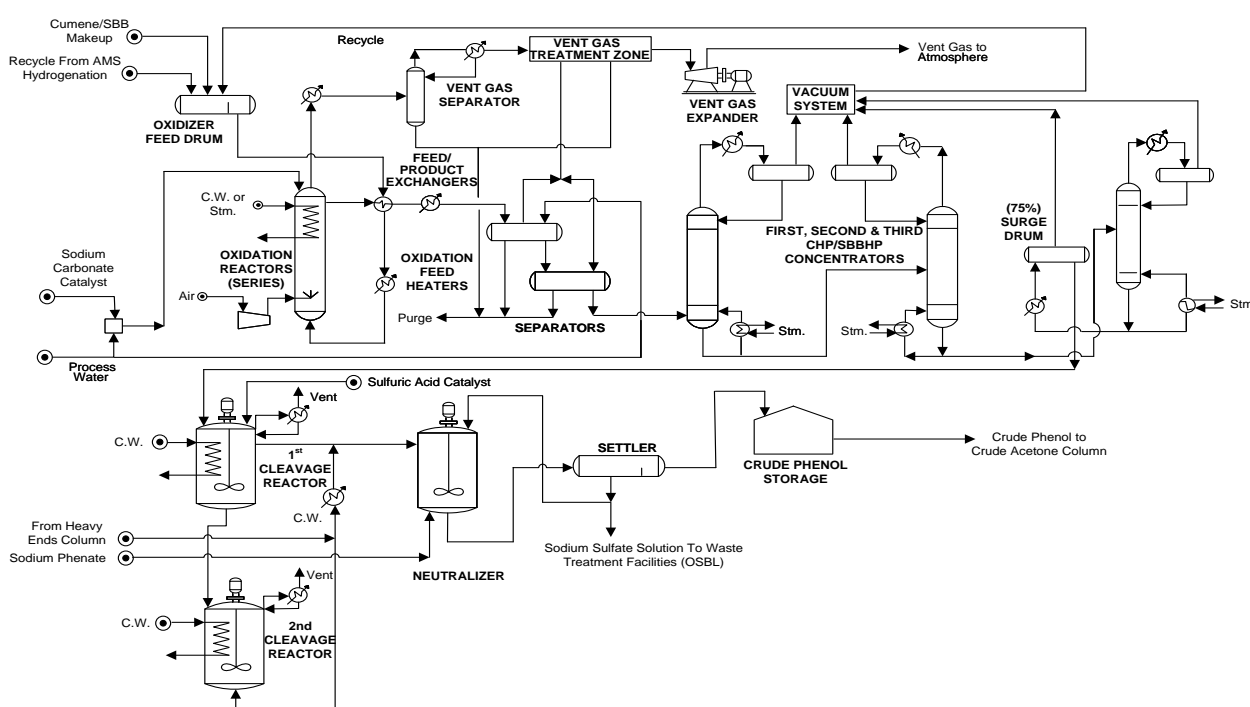 Cumene/SBB
Makeup
Recycle From AMS
Hydrogenation
OXIDIZER
FEED DRUM
Recycle
VENT GAS
SEPARATOR
VENT GAS
TREATMENT ZONE
VENT GAS
EXPANDER
Vent Gas to
Atmosphere
VACUUM
SYSTEM
FEED/
PRODUCT
EXCHANGERS
C.W. or
Stm.
OXIDATION
REACTORS
(SERIES)
Air
OXIDATION
FEED
HEATERS
Purge
SEPARATORS
Sodium
Carbonate
Catalyst
Process
Water
FIRST, SECOND & THIRD
CHP/SBBHP
CONCENTRATORS
Stm.
Stm.
(75%)
SURGE
DRUM
Stm
Sulfuric Acid Catalyst
Vent
C.W.
1st
CLEAVAGE
REACTOR
C.W.
From Heavy
Ends Column
Sodium Phenate
NEUTRALIZER
SETTLER
Sodium Sulfate Solution To Waste
Treatment Facilities (OSBL)
CRUDE PHENOL
STORAGE
Crude Phenol to
Crude Acetone Column
Vent
C.W.
2nd
CLEAVAGE
REACTOR